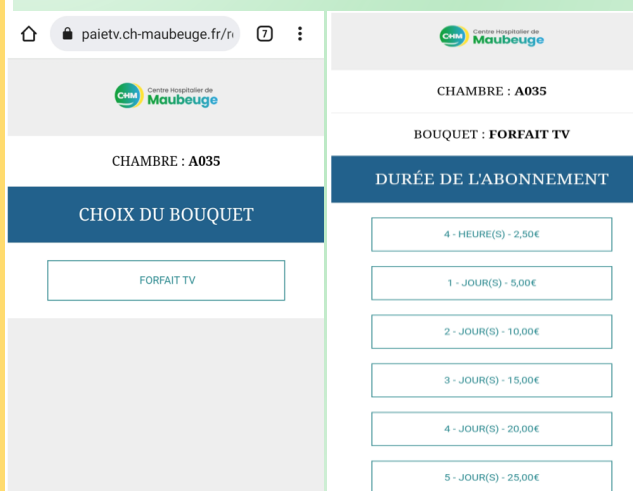 paietv.ch-maubeuge.fr/r
7
CHM
Centre Hospitalier de
Maubeuge
CHAMBRE : A035
CHOIX DU BOUQUET
FORFAIT TV
CHM
Centre Hospitalier de
Maubeuge
CHAMBRE : A035
BOUQUET : FORFAIT TV
DURÉE DE L'ABONNEMENT
4 - HEURE(S) - 2,50€
1 - JOUR(S) - 5,00€
2 - JOUR(S) - 10,00€
3 - JOUR(S) - 15,00€
4 - JOUR(S) - 20,00€
5 - JOUR(S) - 25,00€